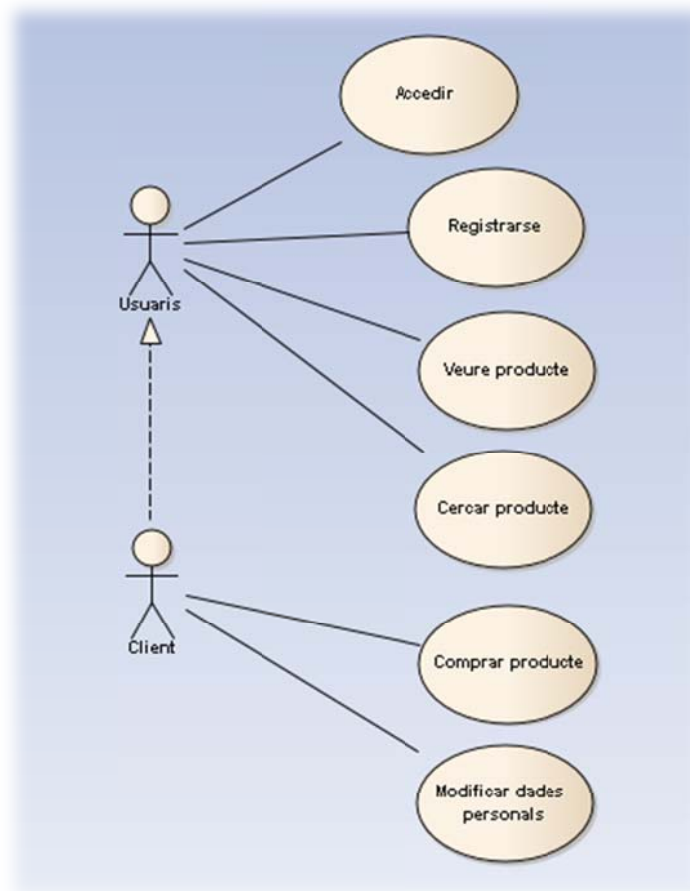 Accedir
Registrarse
Usuaris
Veure producte
Cercar producte
Client
Comprar producte
Modificar dades
personals